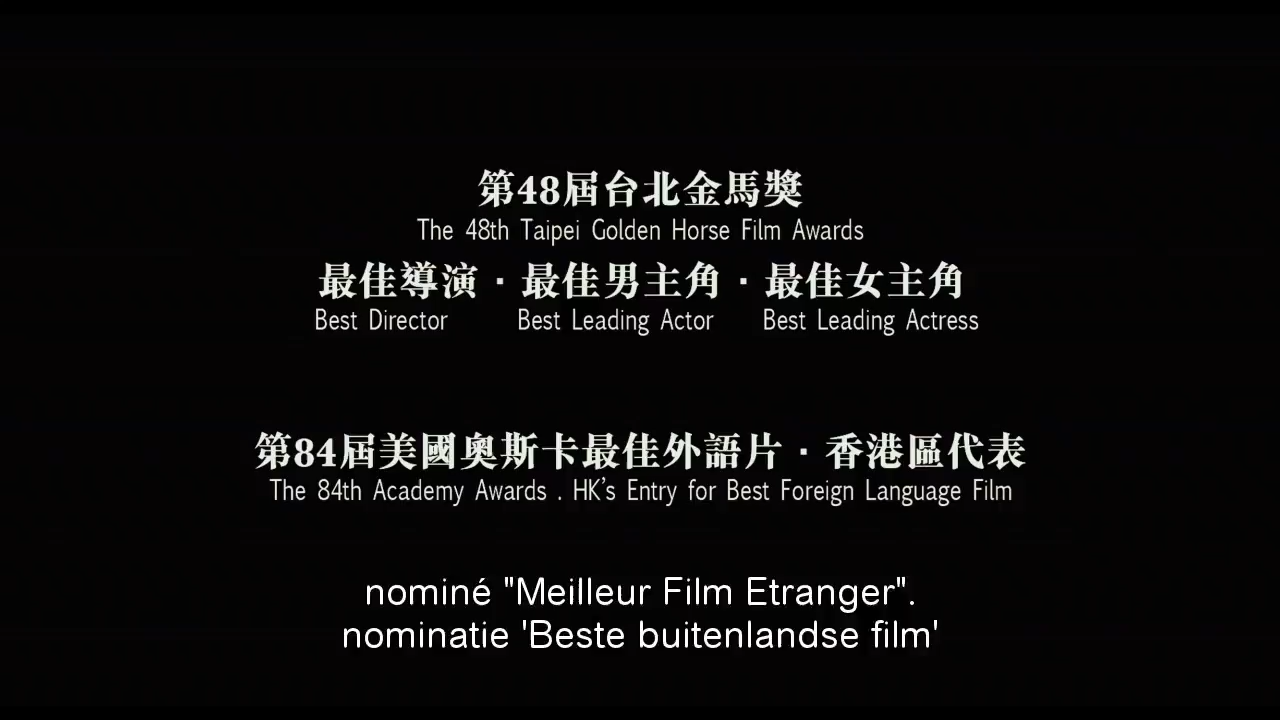 第48屆台北金馬獎
The 48th Taipei Golden Horse Film Awards
最佳導演·最佳男主角·最佳女主角
Best Director Best Leading Actor Best Leading Actress
第84屆美國奧斯卡最佳外語片·香港區代表
The 84th Academy Awards . HK's Entry for Best Foreign Language Film
nominé "Meilleur Film Etranger".
nominatie 'Beste buitenlandse film'